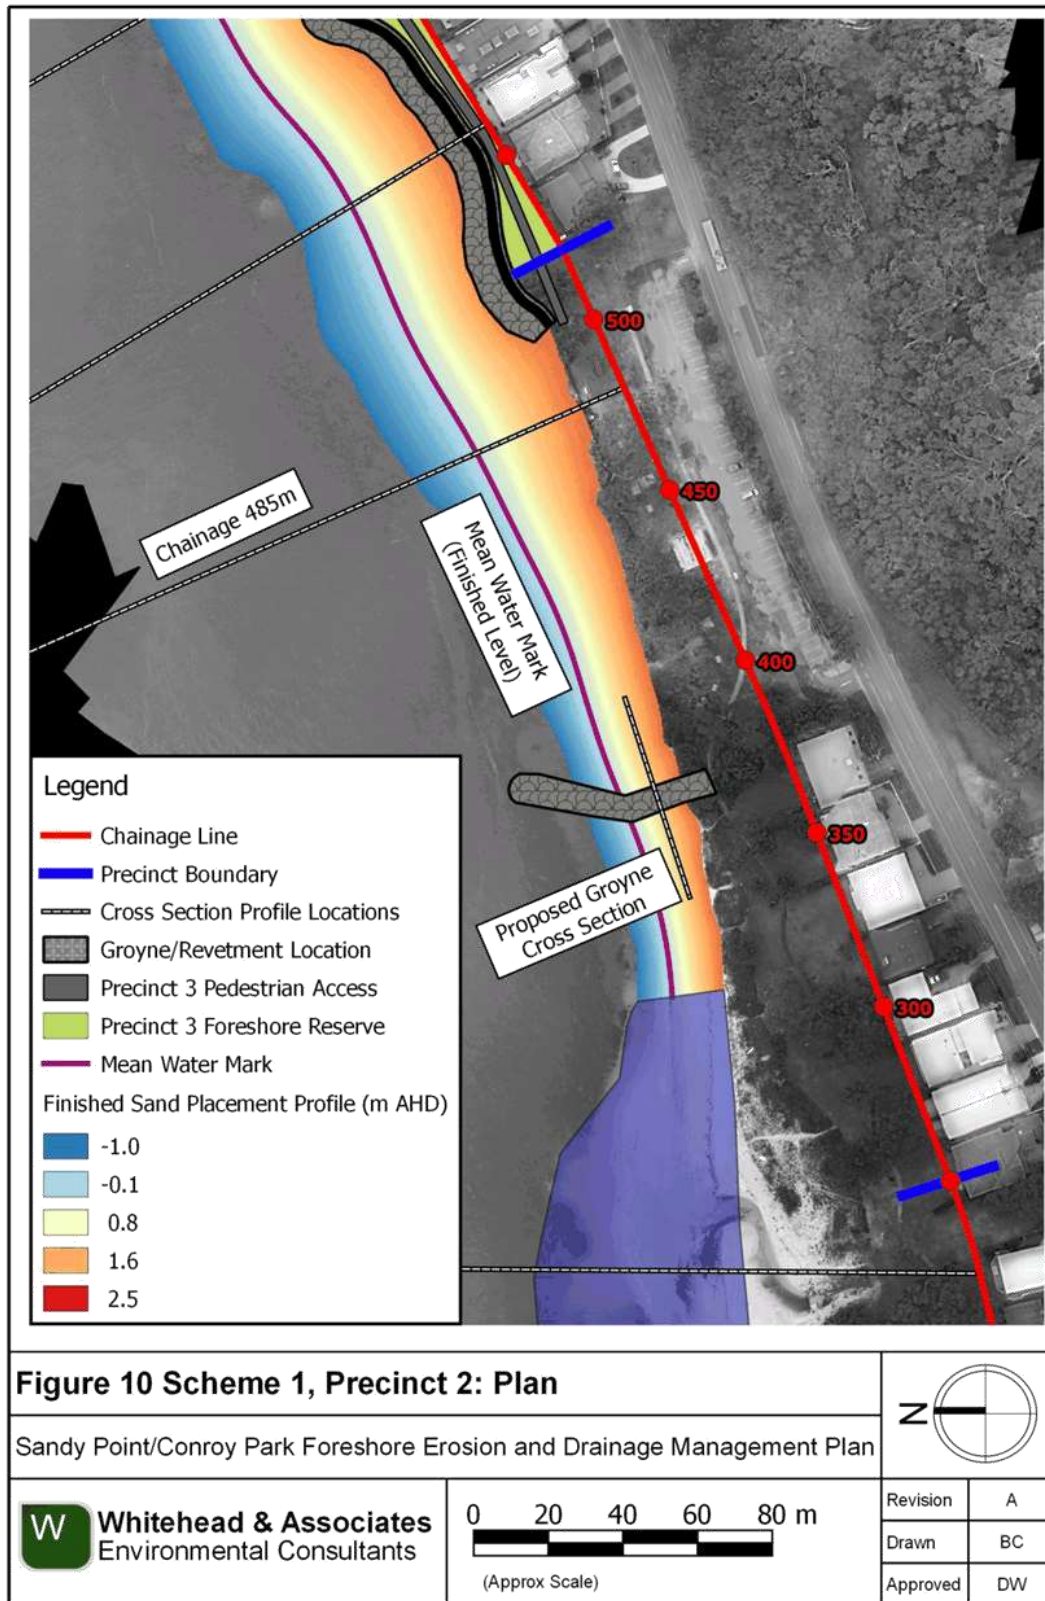 500
450
Chainage 485m
Mean Water Mark
(Finished Level)
400
350
Proposed Groyne
Cross Section
300
Legend
Chainage Line
Precinct Boundary
Cross Section Profile Locations
Groyne/Revetment Location
Precinct 3 Pedestrian Access
Precinct 3 Foreshore Reserve
Mean Water Mark
Finished Sand Placement Profile (m AHD)
-1.0
-0.1
0.8
1.6
2.5
Figure 10 Scheme 1, Precinct 2: Plan
Sandy Point/Conroy Park Foreshore Erosion and Drainage Management Plan
N
W
Whitehead & Associates
Environmental Consultants
0 20 40 60 80 m
(Approx Scale)
Revision A
Drawn BC
Approved DW